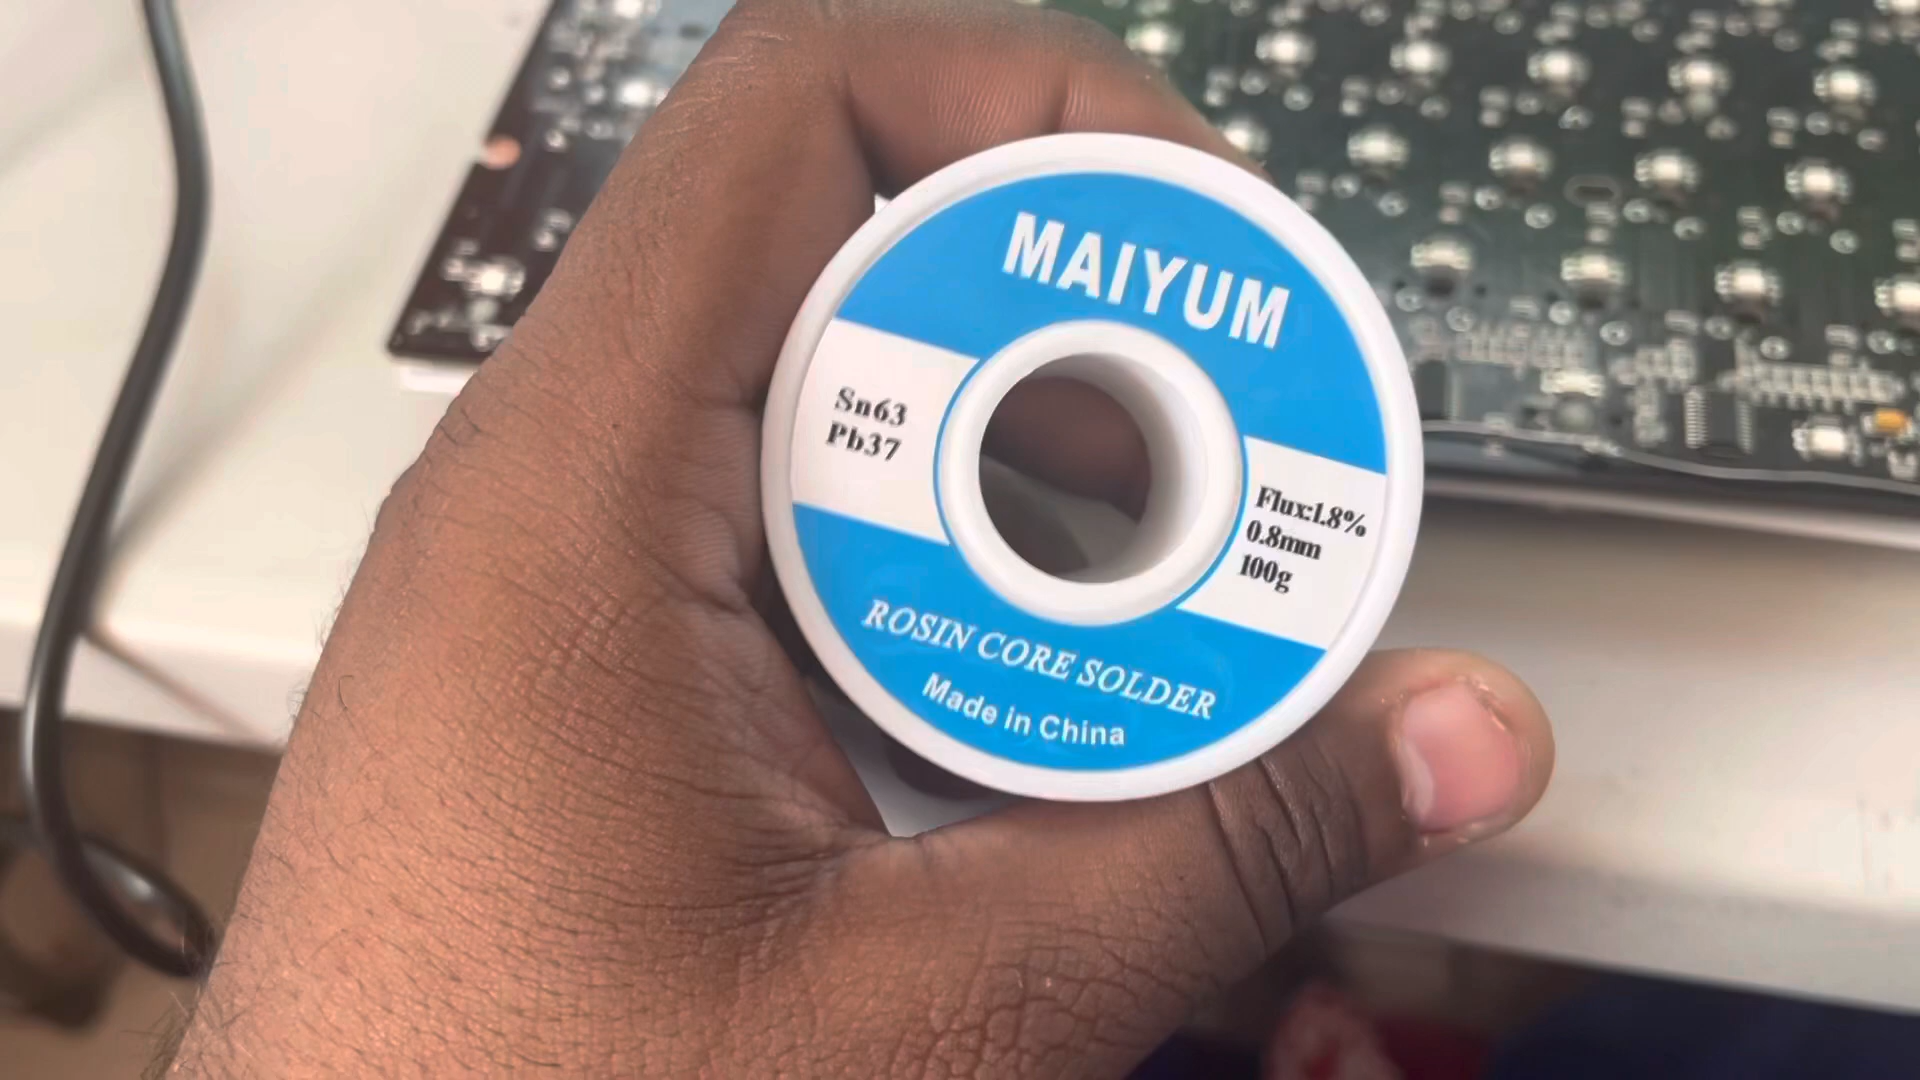 MAIYUM
Sn63
Pb37
Flux:1.8%
0.8mm
100g
ROSIN CORE SOLDER
Made in China